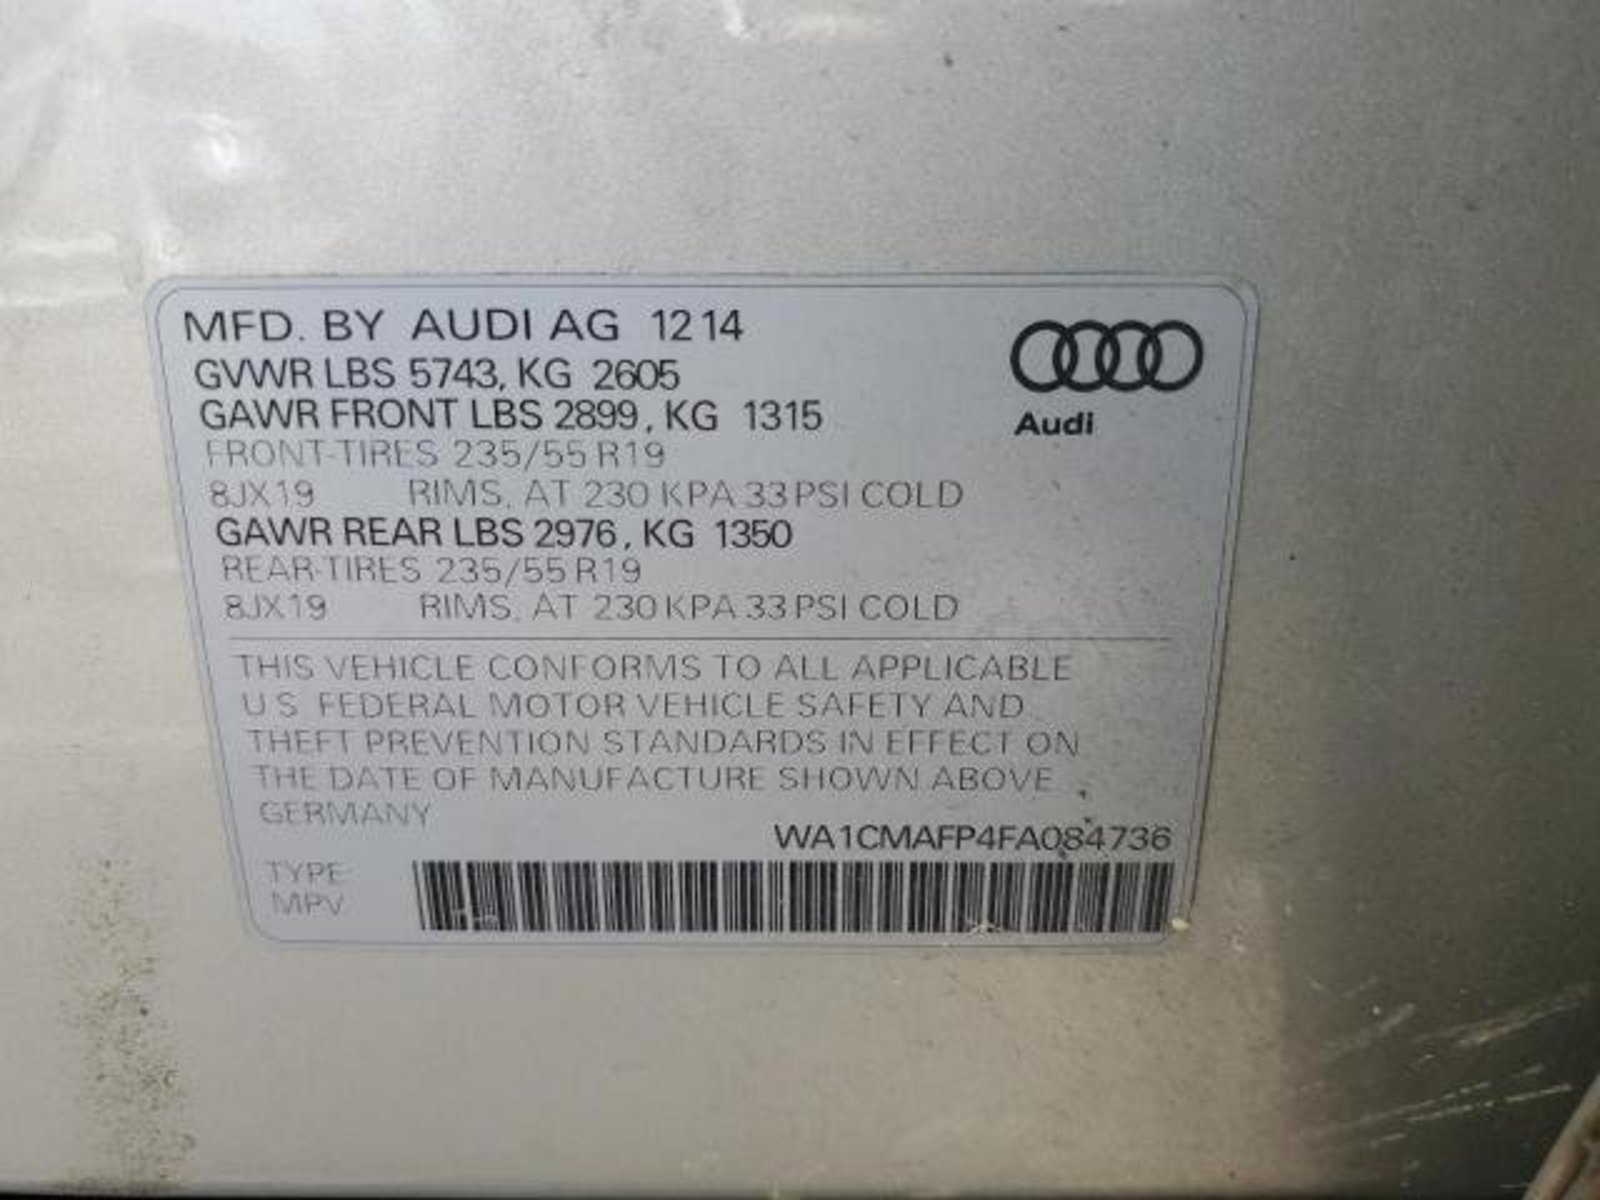 MFD. BY AUDI AG 12 14
GVWR LBS 5743, KG 2605
GAWR FRONT LBS 2899, KG 1315
FRONT-TIRES 235/55 R19
8JX19 RIMS, AT 230 KPA 33 PSI COLD
GAWR REAR LBS 2976, KG 1350
REAR-TIRES 235/55 R19
8JX19 RIMS, AT 230 KPA 33 PSI COLD
Audi
THIS VEHICLE CONFORMS TO ALL APPLICABLE
U.S. FEDERAL MOTOR VEHICLE SAFETY AND
THEFT PREVENTION STANDARDS IN EFFECT ON
THE DATE OF MANUFACTURE SHOWN ABOVE
GERMANY
WA1CMAFP4FA084736
TYPE
MPV